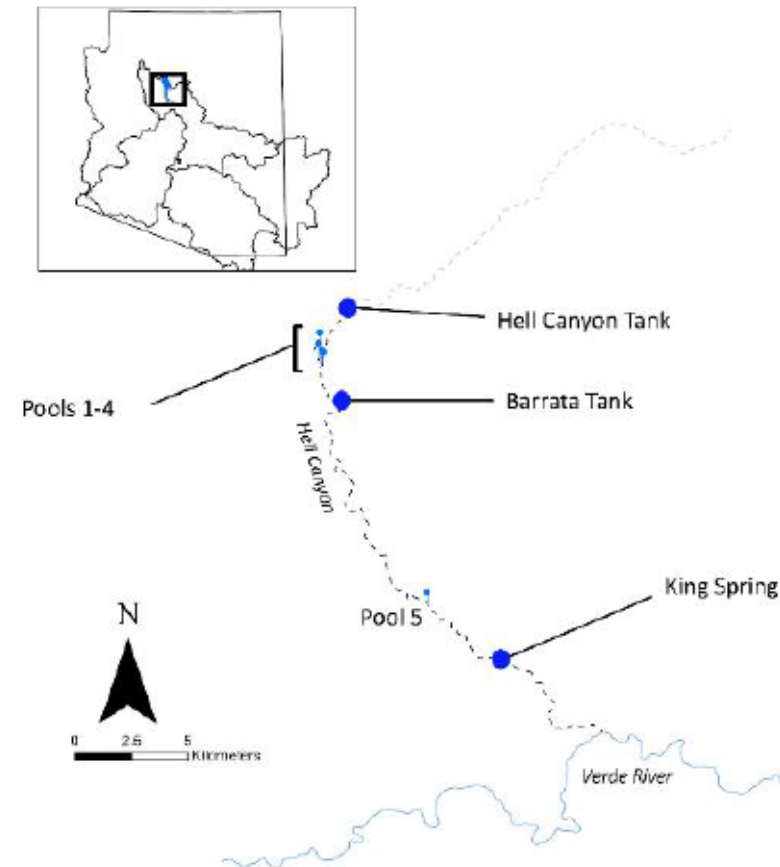 Hell Canyon Tank
Pools 1-4
Barrata Tank
Hell Canyon
King Spring
Pool 5
N
0 2.5 5
Kilometers
Verde River